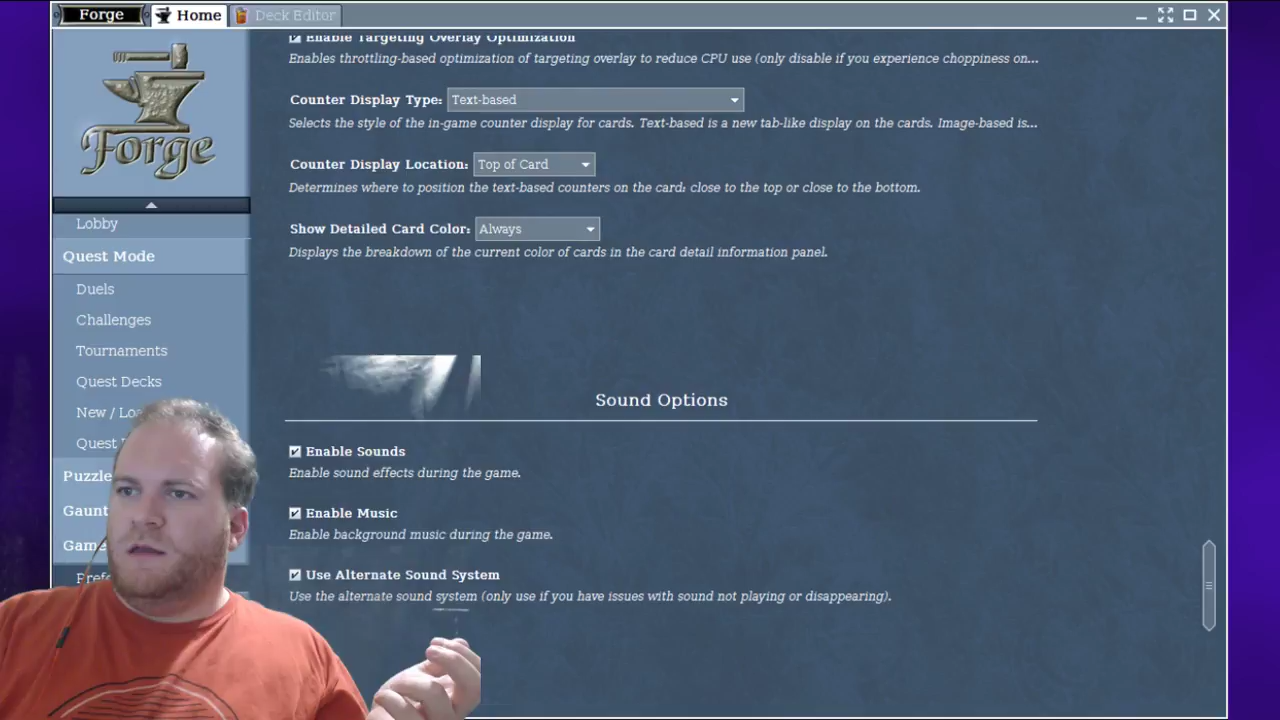 Forge
Home
Deck Editor
Forge
Lobby
Quest Mode
Duels
Challenges
Tournaments
Quest Decks
New /
Quest
Enable Targeting Overlay Optimization
Enables throttling-based optimization of targeting overlay to reduce CPU use (only disable if you experience choppiness on...
Counter Display Type: Text-based
Selects the style of the in-game counter display for cards. Text-based is a new tab-like display on the cards. Image-based is...
Counter Display Location: Top of Card
Determines where to position the text-based counters on the card: close to the top or close to the bottom.
Show Detailed Card Color: Always
Displays the breakdown of the current color of cards in the card detail information panel.
Sound Options
Enable Sounds
Enable sound effects during the game.
Enable Music
Enable background music during the game.
Use Alternate Sound System
Use the alternate sound system (only use if you have issues with sound not playing or disappearing).